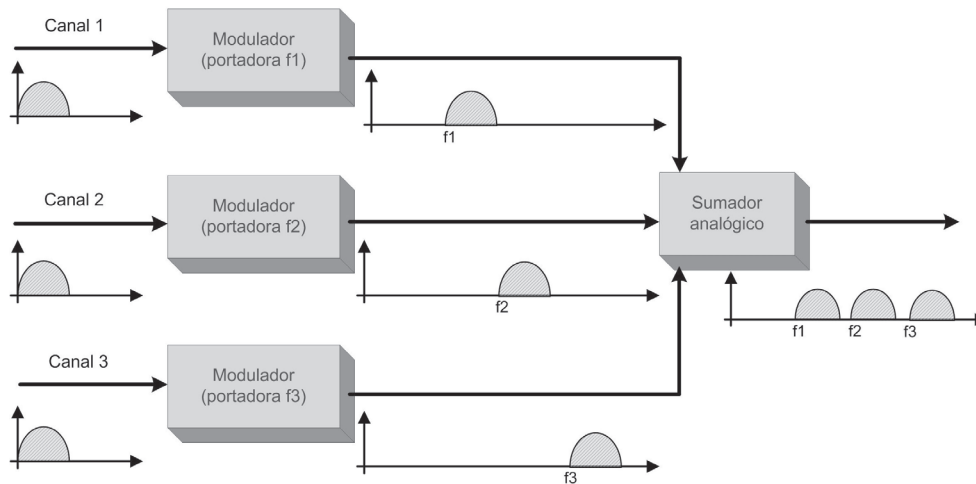 Canal 1
Modulador
(portadora f1)
f1
Canal 2
Modulador
(portadora f2)
f2
Sumador
analógico
f1
f2
f3
Canal 3
Modulador
(portadora f3)
f3